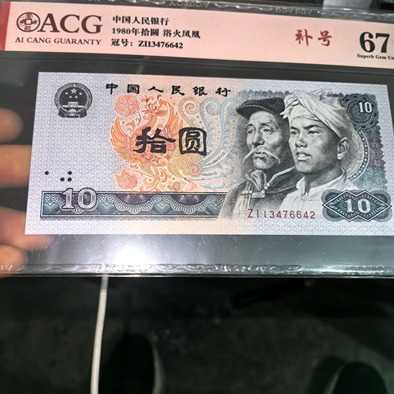 ACG
AI CANG GUARANTY
中国人民银行
1980年拾圆 浴火凤凰
冠号: ZI13476642
补号
67
Superb Gem Un
中国人民银行
拾圆
10
10
ZI13476642
10